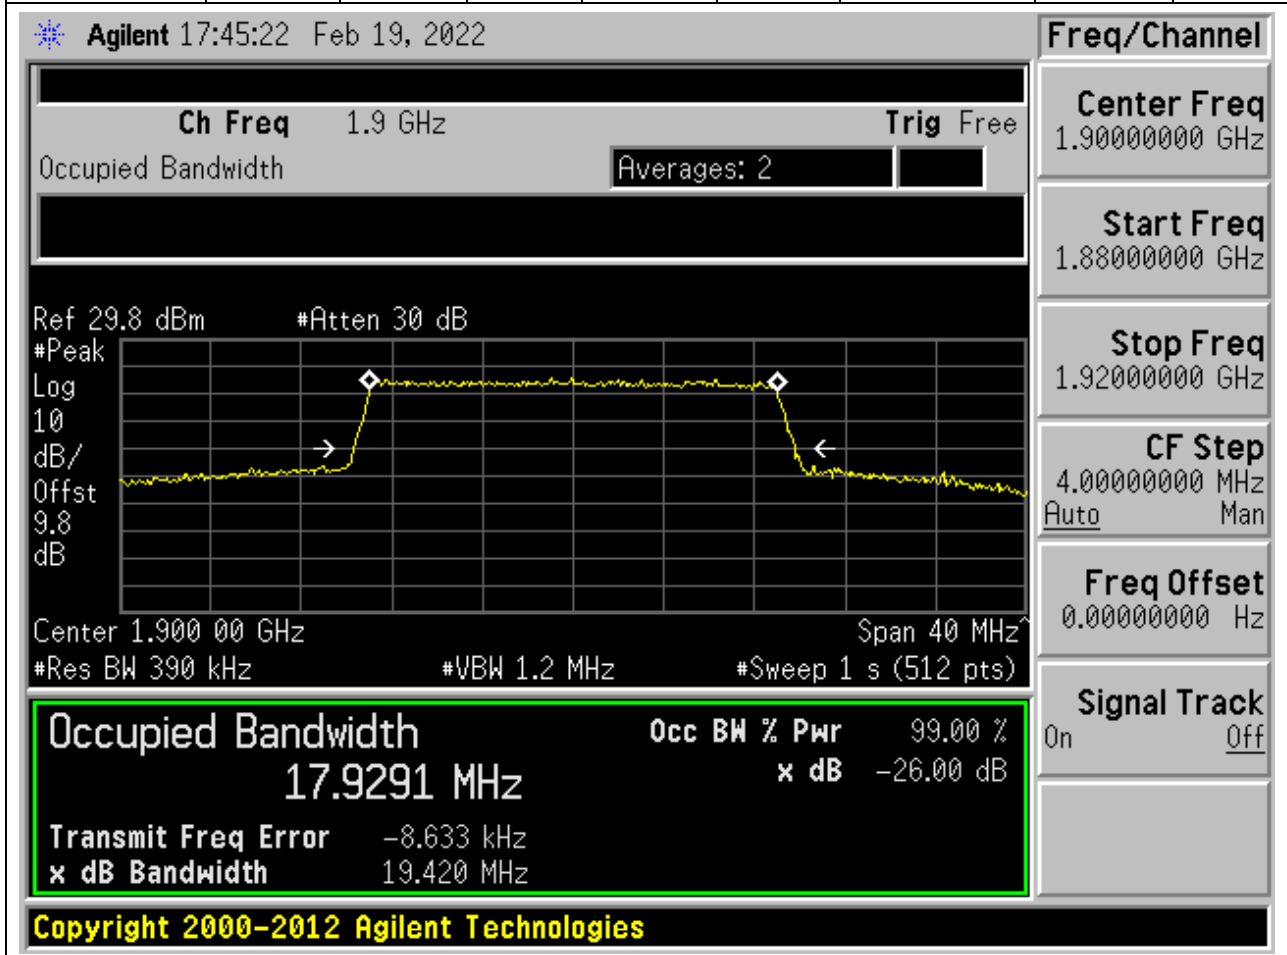 Agilent 17:45:22 Feb 19, 2022
Freq/Channel
Ch Freq 1.9 GHz Trig Free
Occupied Bandwidth Averages: 2
Ref 29.8 dBm #Atten 30 dB
#Peak
Log
10
dB/
Offst
9.8
dB
Center 1.900 00 GHz Span 40 MHz^
#Res BW 390 kHz #VBW 1.2 MHz #Sweep 1 s (512 pts)
Occupied Bandwidth Occ BW % Pwr 99.00 %
17.9291 MHz x dB -26.00 dB
Transmit Freq Error -8.633 kHz
x dB Bandwidth 19.420 MHz
Center Freq
1.90000000 GHz
Start Freq
1.88000000 GHz
Stop Freq
1.92000000 GHz
CF Step
4.00000000 MHz
Auto Man
Freq Offset
0.00000000 Hz
Signal Track
On Off
Copyright 2000-2012 Agilent Technologies